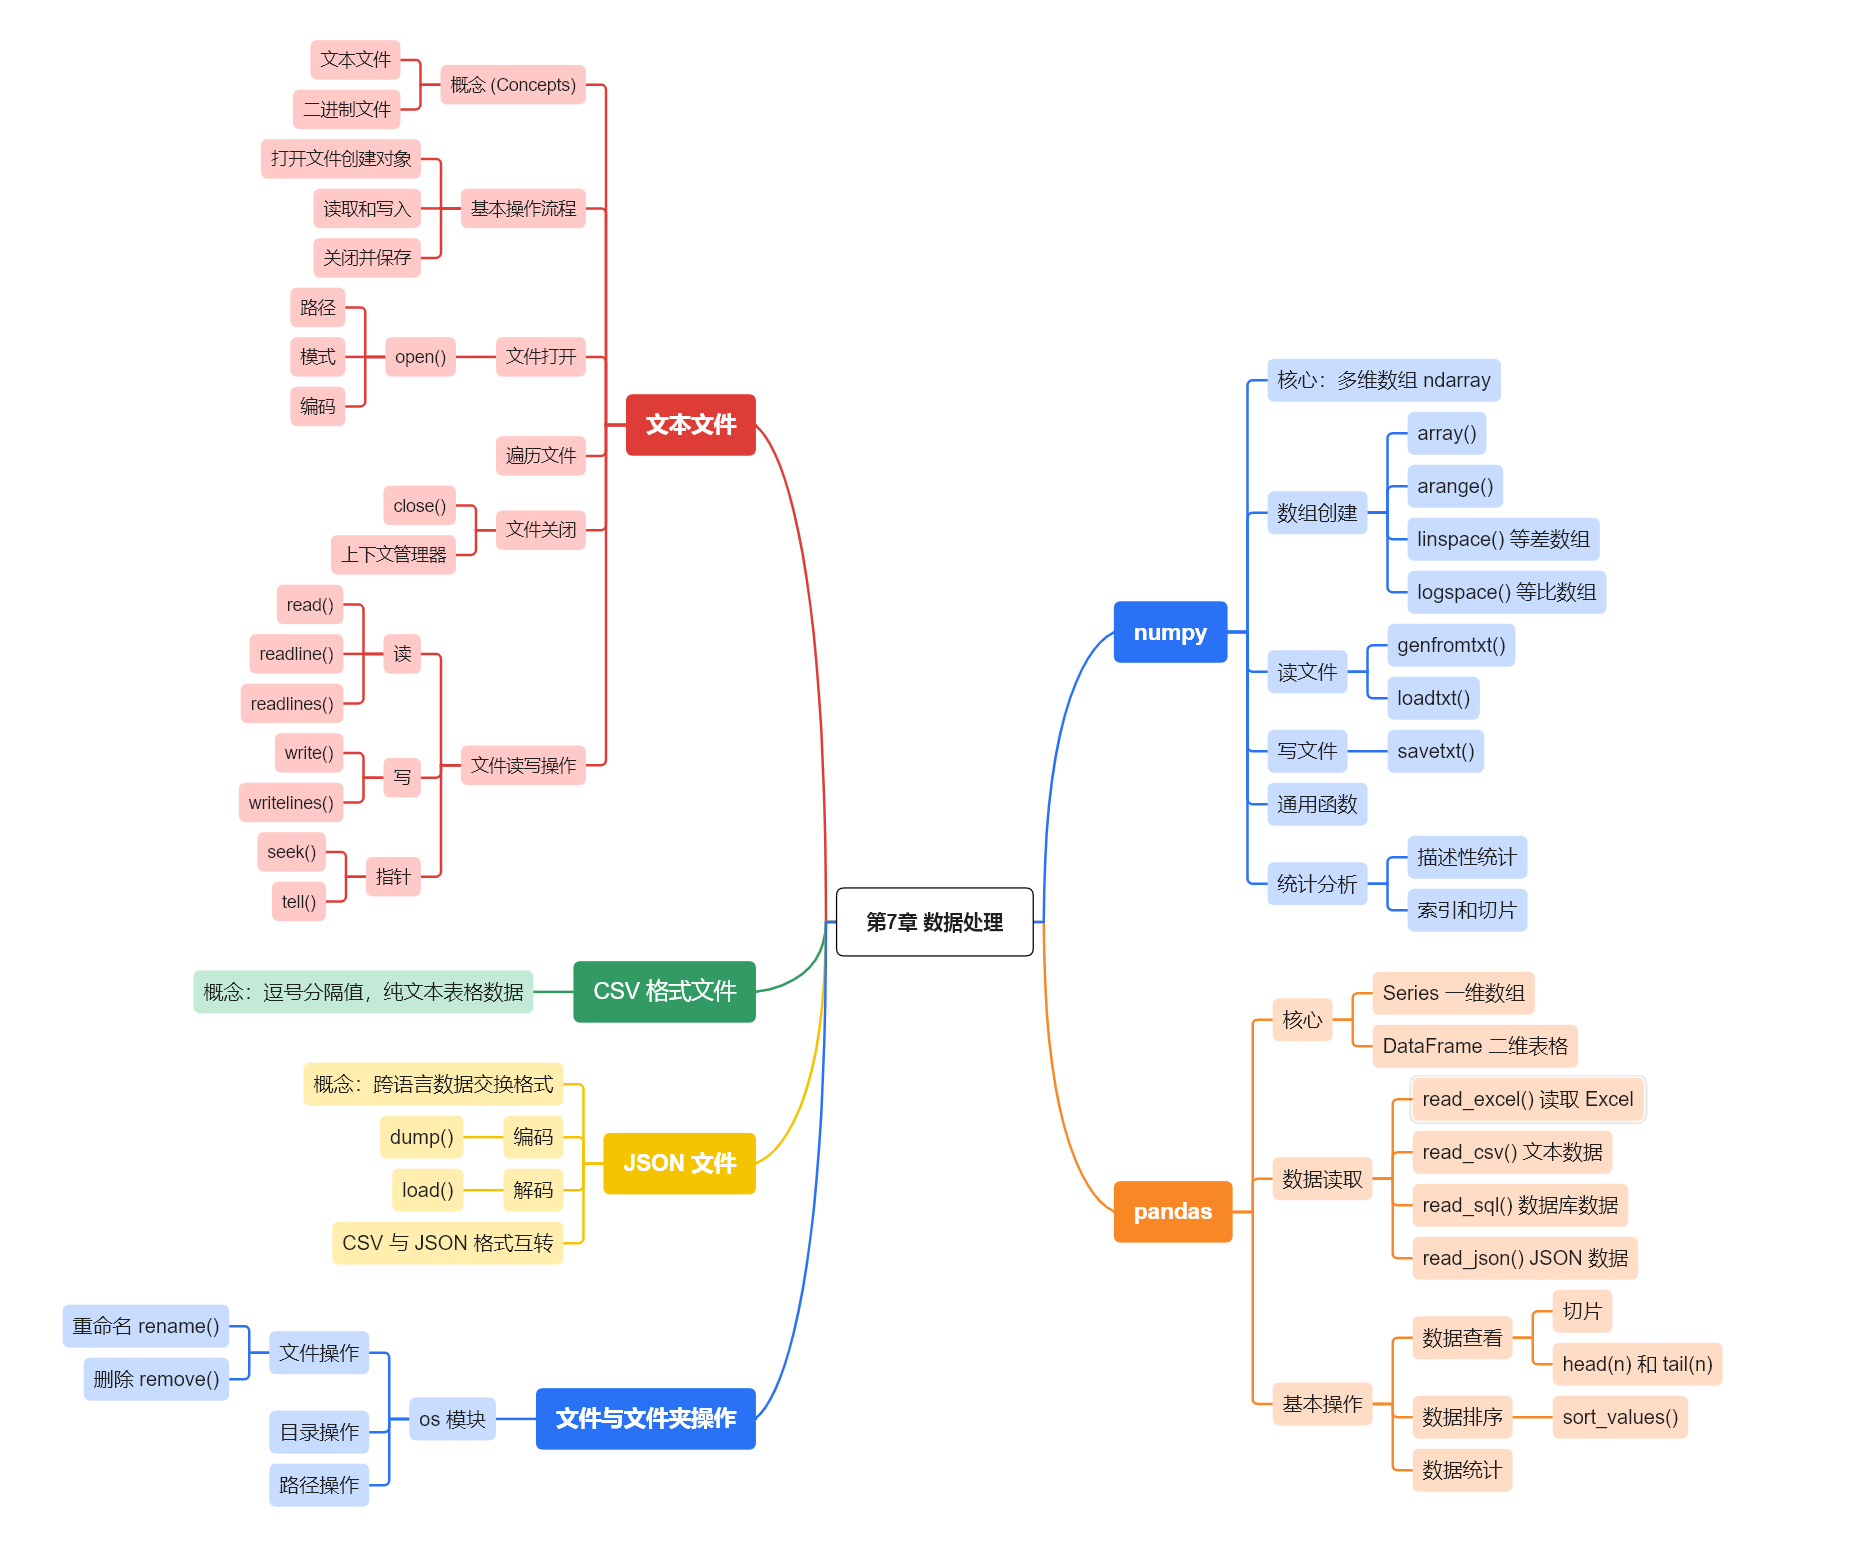 第7章 数据处理
文本文件
概念 (Concepts)
文本文件
二进制文件
基本操作流程
打开文件创建对象
读取和写入
关闭并保存
文件打开
open()
路径
模式
编码
遍历文件
文件关闭
close()
上下文管理器
文件读写操作
读
read()
readline()
readlines()
写
write()
writelines()
指针
seek()
tell()
CSV 格式文件
概念：逗号分隔值，纯文本表格数据
JSON 文件
概念：跨语言数据交换格式
编码
dump()
解码
load()
CSV 与 JSON 格式互转
文件与文件夹操作
os 模块
文件操作
重命名 rename()
删除 remove()
目录操作
路径操作
numpy
核心：多维数组 ndarray
数组创建
array()
arange()
linspace() 等差数组
logspace() 等比数组
读文件
genfromtxt()
loadtxt()
写文件
savetxt()
通用函数
统计分析
描述性统计
索引和切片
pandas
核心
Series 一维数组
DataFrame 二维表格
数据读取
read_excel() 读取 Excel
read_csv() 文本数据
read_sql() 数据库数据
read_json() JSON 数据
基本操作
数据查看
切片
head(n) 和 tail(n)
数据排序
sort_values()
数据统计